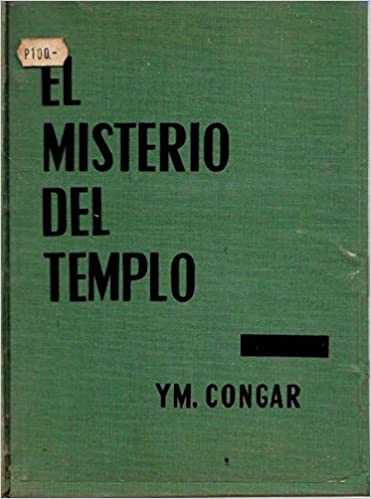 P100.-
EL
MISTERIO
DEL
TEMPLO
YM. CONGAR